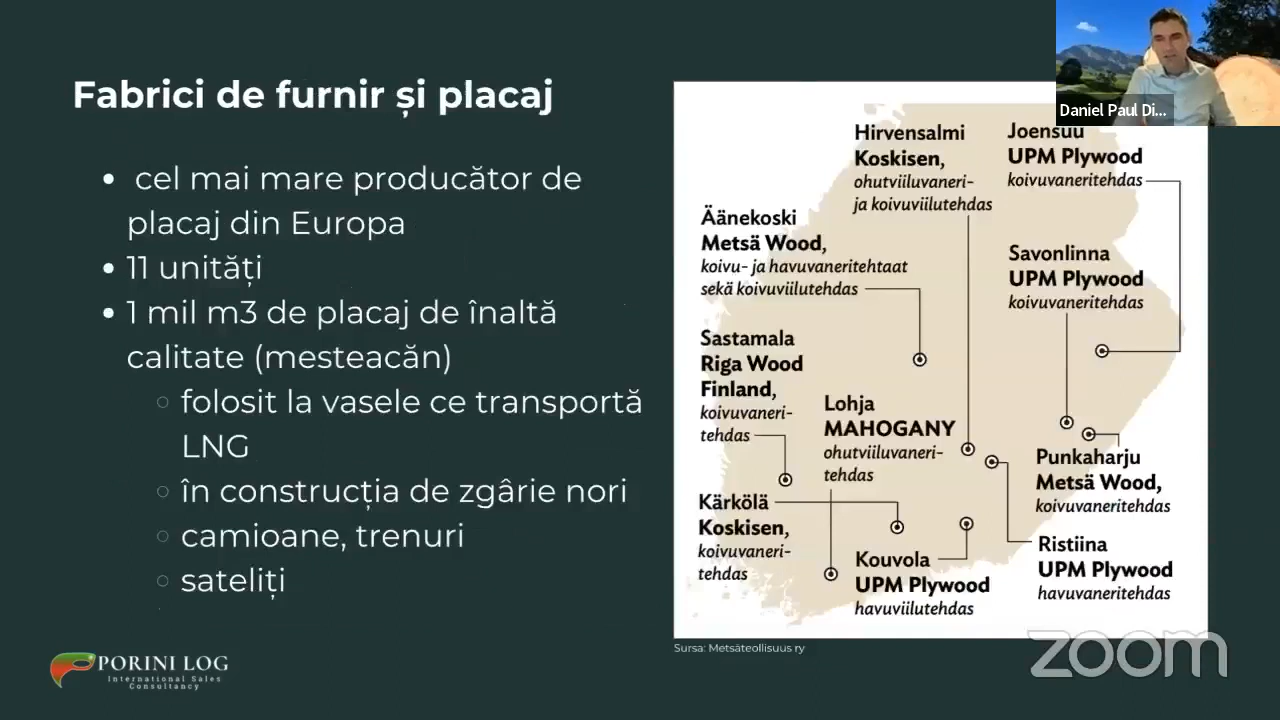 Fabrici de furnir și placaj
cel mai mare producător de
placaj din Europa
11 unități
1 mil m3 de placaj de înaltă
calitate (mesteacăn)
folosit la vasele ce transportă
LNG
în construcția de zgârie nori
camioane, trenuri
sateliți
PORINI LOG
International Sales
Consultancy
Daniel Paul Di...
Hirvensalmi
Koskisen,
ohutviiluvaneri-
ja koivuviilutehdas
Joensuu
UPM Plywood
koivuvaneritehdas
Äänekoski
Metsä Wood,
koivu- ja havuvaneritehtaat
sekä koivuviilutehdas
Savonlinna
UPM Plywood
koivuvaneritehdas
Sastamala
Riga Wood
Finland,
koivuvaneri-
tehdas
Lohja
MAHOGANY
ohutviiluvaneri-
tehdas
Punkaharju
Metsä Wood,
koivuvaneritehdas
Kärkölä
Koskisen,
koivuvaneri-
tehdas
Kouvola
UPM Plywood
havuviilutehdas
Ristiina
UPM Plywood
havuvaneritehdas
Sursa: Metsäteollisuus ry
zoom